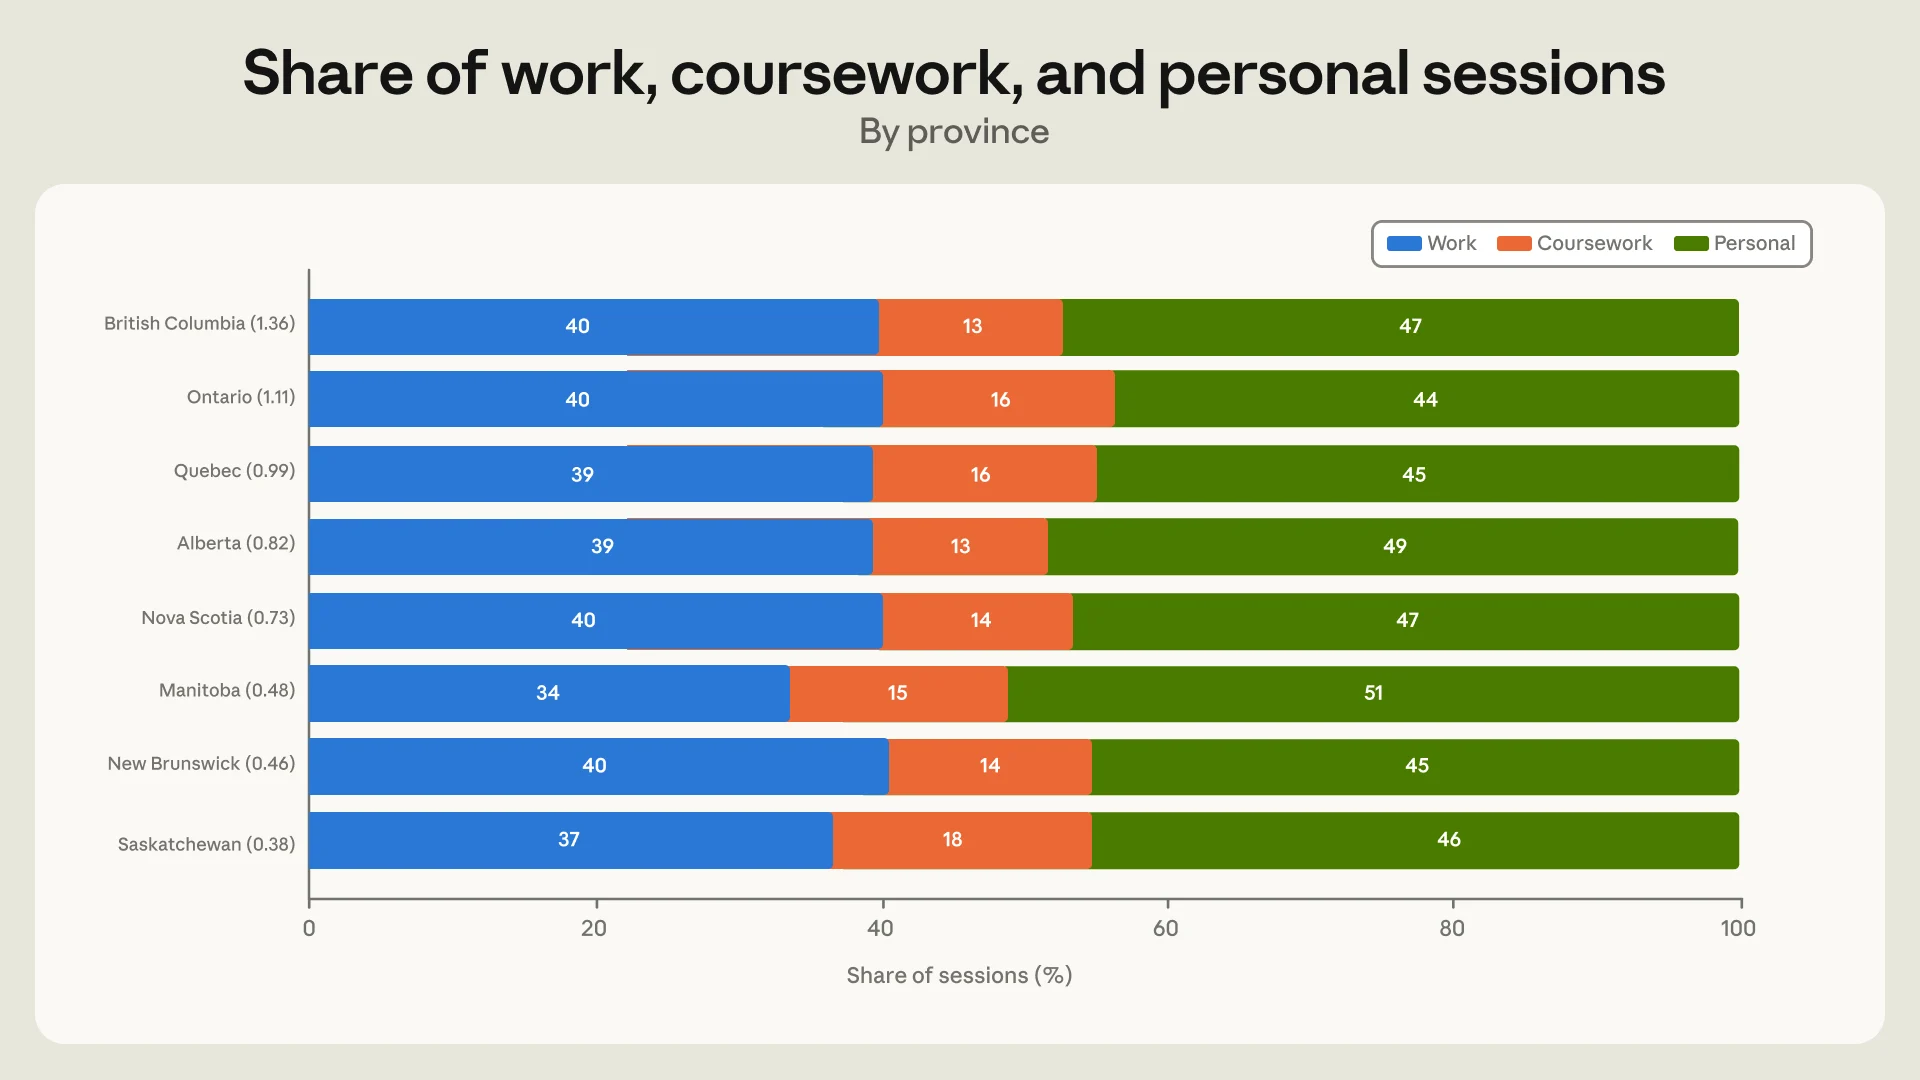 Share of work, coursework, and personal sessions
By province
Work Coursework Personal
British Columbia (1.36) 40 13 47
Ontario (1.11) 40 16 44
Quebec (0.99) 39 16 45
Alberta (0.82) 39 13 49
Nova Scotia (0.73) 40 14 47
Manitoba (0.48) 34 15 51
New Brunswick (0.46) 40 14 45
Saskatchewan (0.38) 37 18 46
0 20 40 60 80 100
Share of sessions (%)